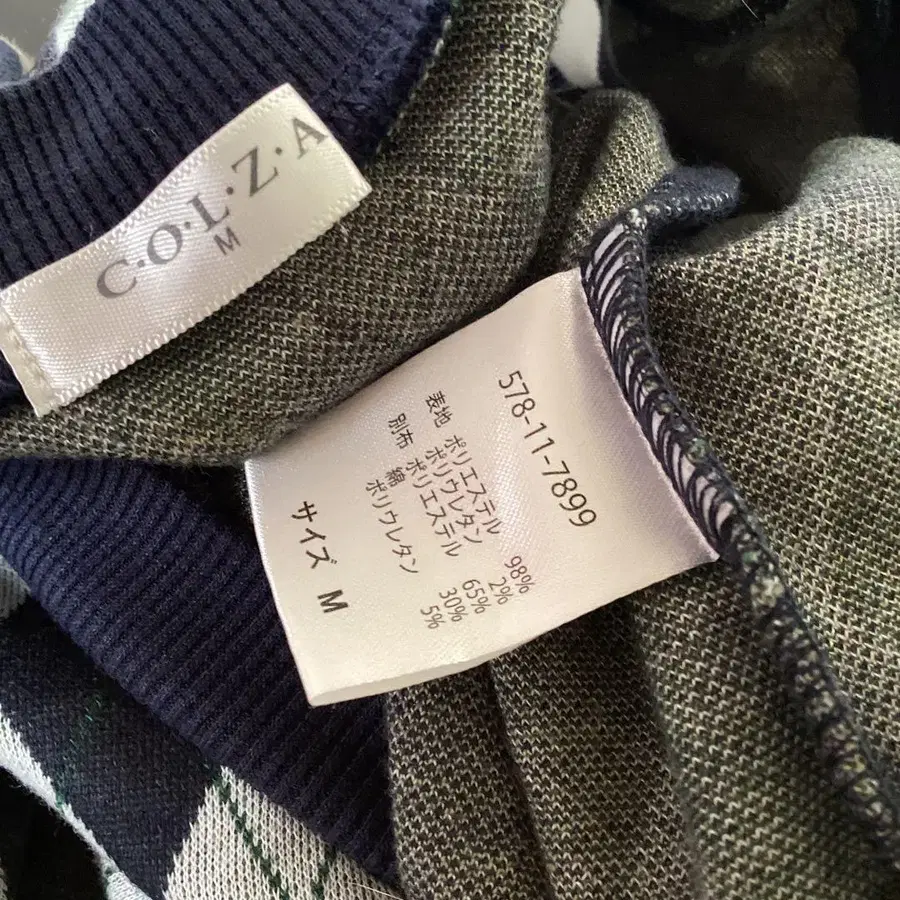 C·O·L·Z·A
M
578-11-7899
表地 ポリエステル 98%
ポリウレタン 2%
別布 ポリエステル 65%
綿 30%
ポリウレタン 5%
サイズ M